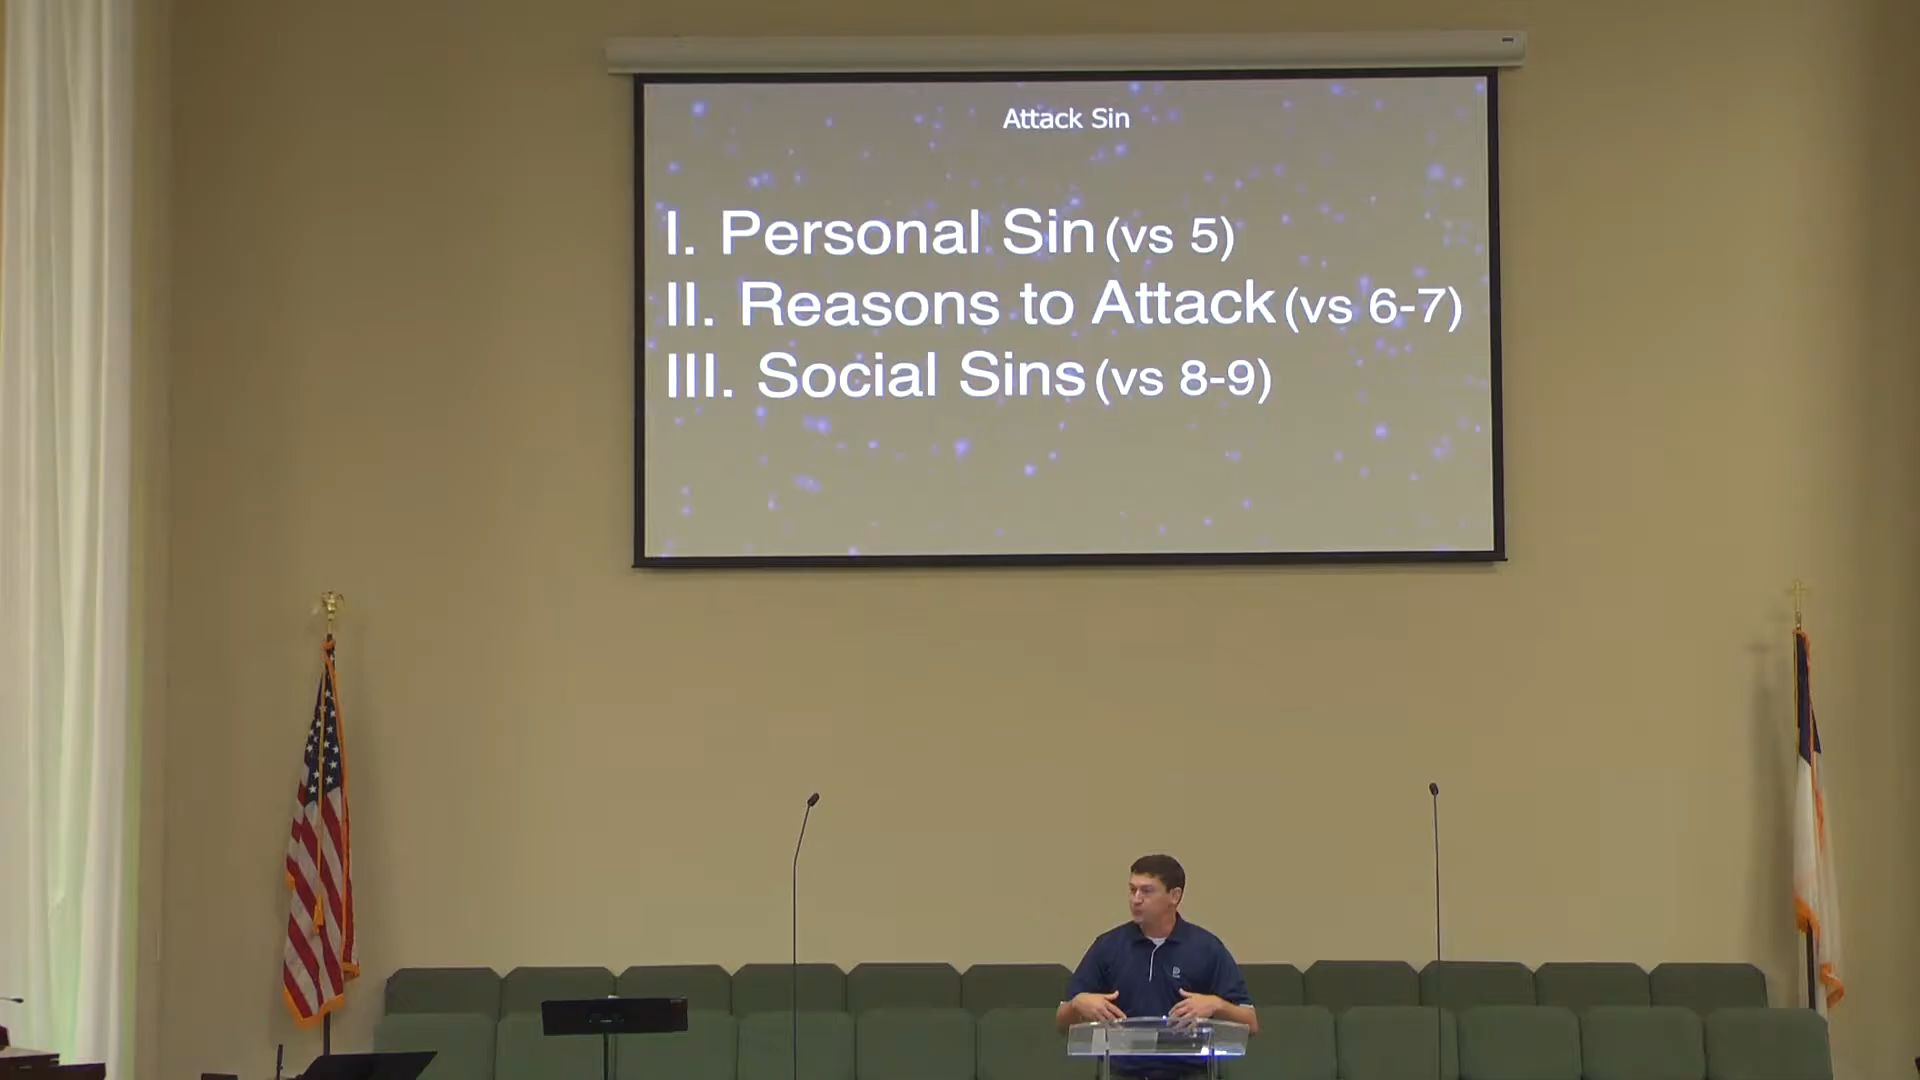 Attack Sin
I. Personal Sin (vs 5)
II. Reasons to Attack (vs 6-7)
III. Social Sins (vs 8-9)